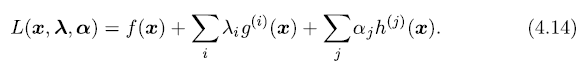 L(x, λ, α) = f(x) + ∑_i λ_i g^{(i)}(x) + ∑_j α_j h^{(j)}(x). (4.14)